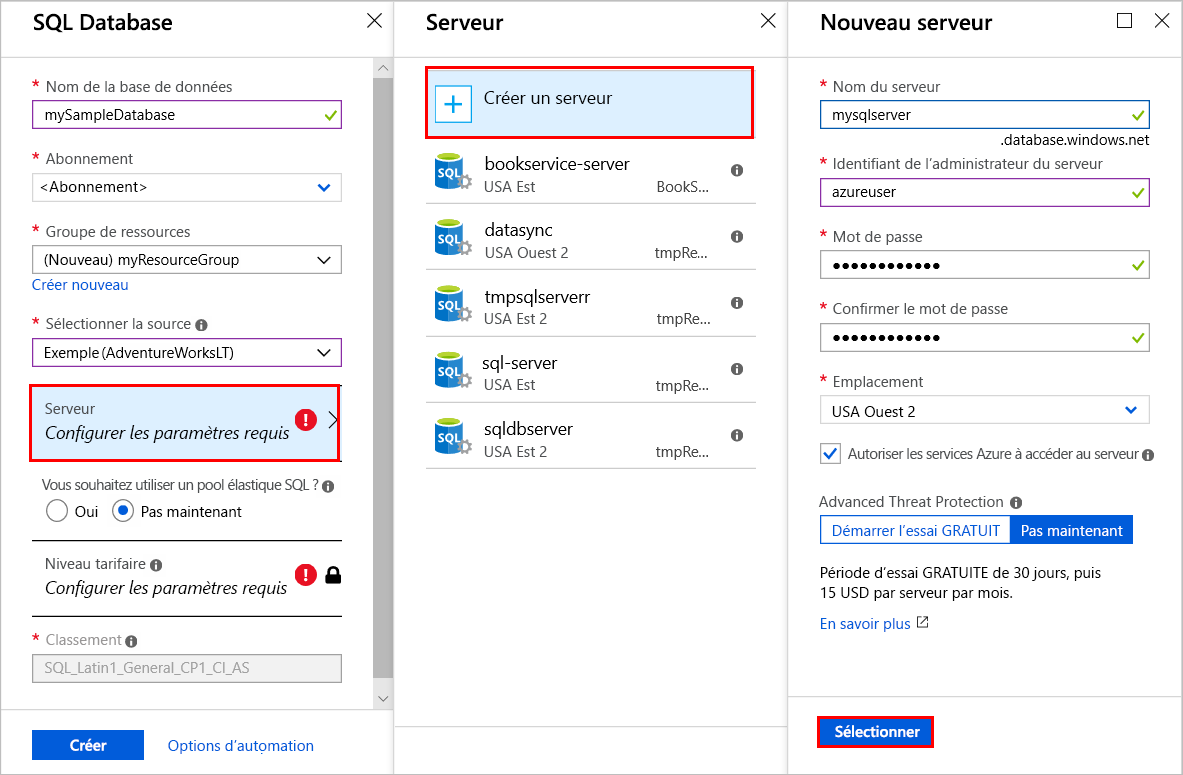 SQL Database
* Nom de la base de données
mySampleDatabase
* Abonnement
<Abonnement>
* Groupe de ressources
(Nouveau) myResourceGroup
Créer nouveau
* Sélectionner la source
Exemple (AdventureWorksLT)
Serveur
Configurer les paramètres requis
Vous souhaitez utiliser un pool élastique SQL ?
Oui Pas maintenant
Niveau tarifaire
Configurer les paramètres requis
* Classement
SQL_Latin1_General_CP1_CI_AS
Créer Options d'automation
Serveur
Créer un serveur
SQL bookservice-server
USA Est BookS...
SQL datasync
USA Ouest 2 tmpRe...
SQL tmpsqlserverr
USA Est 2 tmpRe...
SQL sql-server
USA Est tmpRe...
SQL sqldbserver
USA Est 2 tmpRe...
Nouveau serveur
* Nom du serveur
mysqlserver
.database.windows.net
* Identifiant de l'administrateur du serveur
azureuser
* Mot de passe
●●●●●●●●●●●●
* Confirmer le mot de passe
●●●●●●●●●●●●
* Emplacement
USA Ouest 2
Autoriser les services Azure à accéder au serveur
Advanced Threat Protection
Démarrer l'essai GRATUIT Pas maintenant
Période d'essai GRATUITE de 30 jours, puis
15 USD par serveur par mois.
En savoir plus
Sélectionner